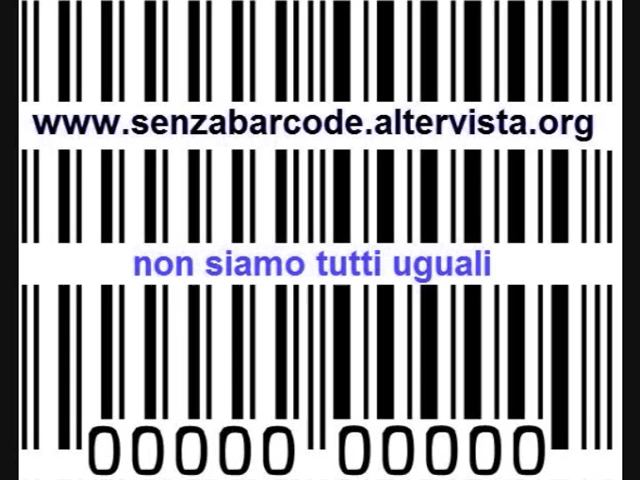 www.senzabarcode.altervista.org
non siamo tutti uguali
00000 00000